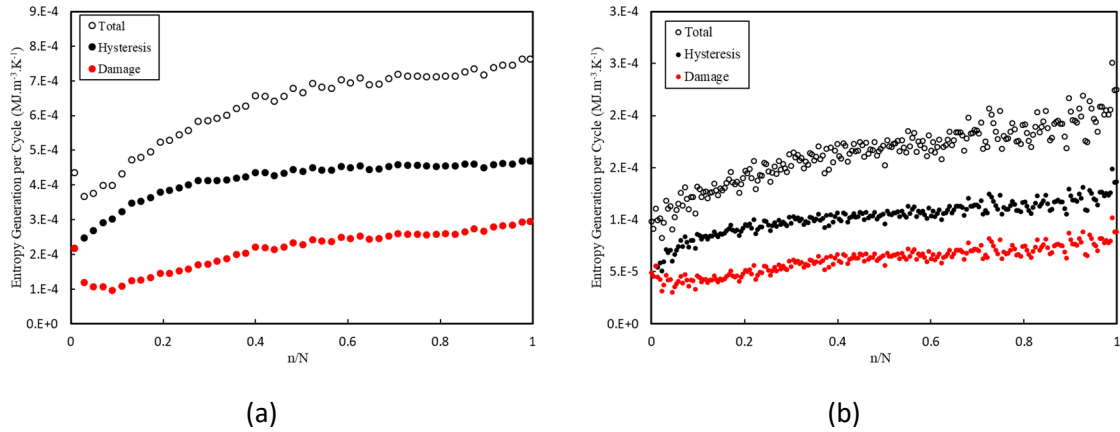 9.E-4
8.E-4
7.E-4
6.E-4
5.E-4
4.E-4
3.E-4
2.E-4
1.E-4
0.E+0
Entropy Generation per Cycle (MJ.m-³.K-¹)
Total
Hysteresis
Damage
0
0.2
0.4
0.6
0.8
1
n/N
(a)
3.E-4
3.E-4
2.E-4
2.E-4
1.E-4
5.E-5
0.E+0
Entropy Generation per Cycle (MJ.m-³.K-¹)
Total
Hysteresis
Damage
0
0.2
0.4
0.6
0.8
1
n/N
(b)